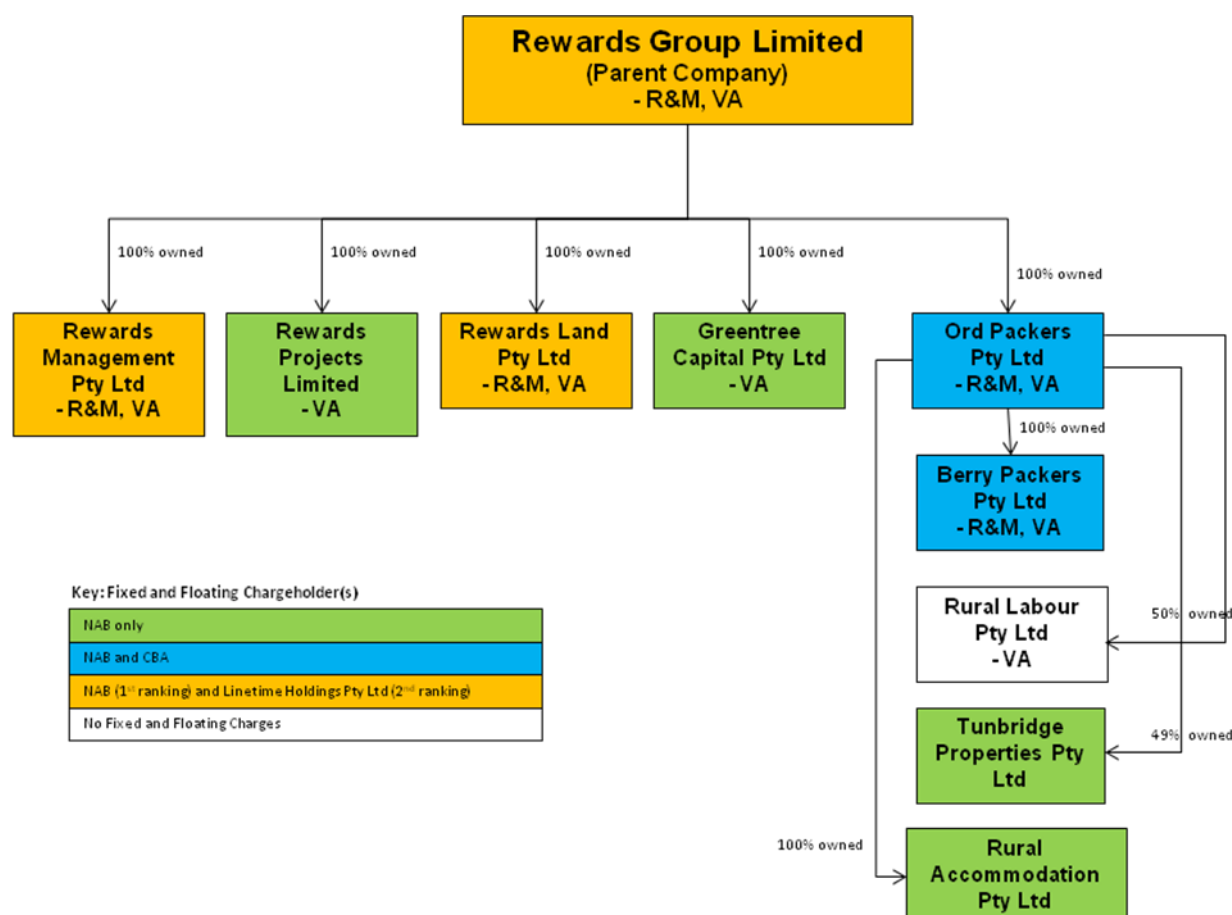 Rewards Group Limited
(Parent Company)
- R&M, VA
100% owned
100% owned
100% owned
100% owned
100% owned
Rewards
Management
Pty Ltd
- R&M, VA
Rewards
Projects
Limited
- VA
Rewards Land
Pty Ltd
- R&M, VA
Greentree
Capital Pty Ltd
- VA
Ord Packers
Pty Ltd
- R&M, VA
100% owned
Berry Packers
Pty Ltd
- R&M, VA
Rural Labour
Pty Ltd
- VA
50% owned
Tunbridge
Properties Pty
Ltd
49% owned
100% owned
Rural
Accommodation
Pty Ltd
Key: Fixed and Floating Chargeholder(s)
NAB only
NAB and CBA
NAB (1st ranking) and Linetime Holdings Pty Ltd (2nd ranking)
No Fixed and Floating Charges